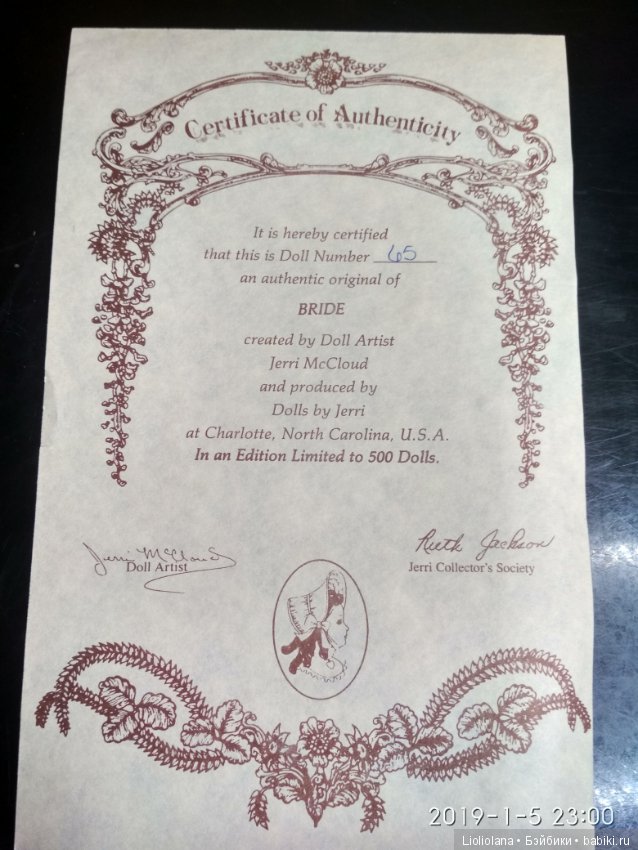 Certificate of Authenticity
It is hereby certified
that this is Doll Number 65
an authentic original of
BRIDE
created by Doll Artist
Jerri McCloud
and produced by
Dolls by Jerri
at Charlotte, North Carolina, U.S.A.
In an Edition Limited to 500 Dolls.
Jerri McCloud
Doll Artist
Ruth Jackson
Jerri Collector's Society
2019-1-5 23:00
Lioliolana • Бэйбики • babiki.ru